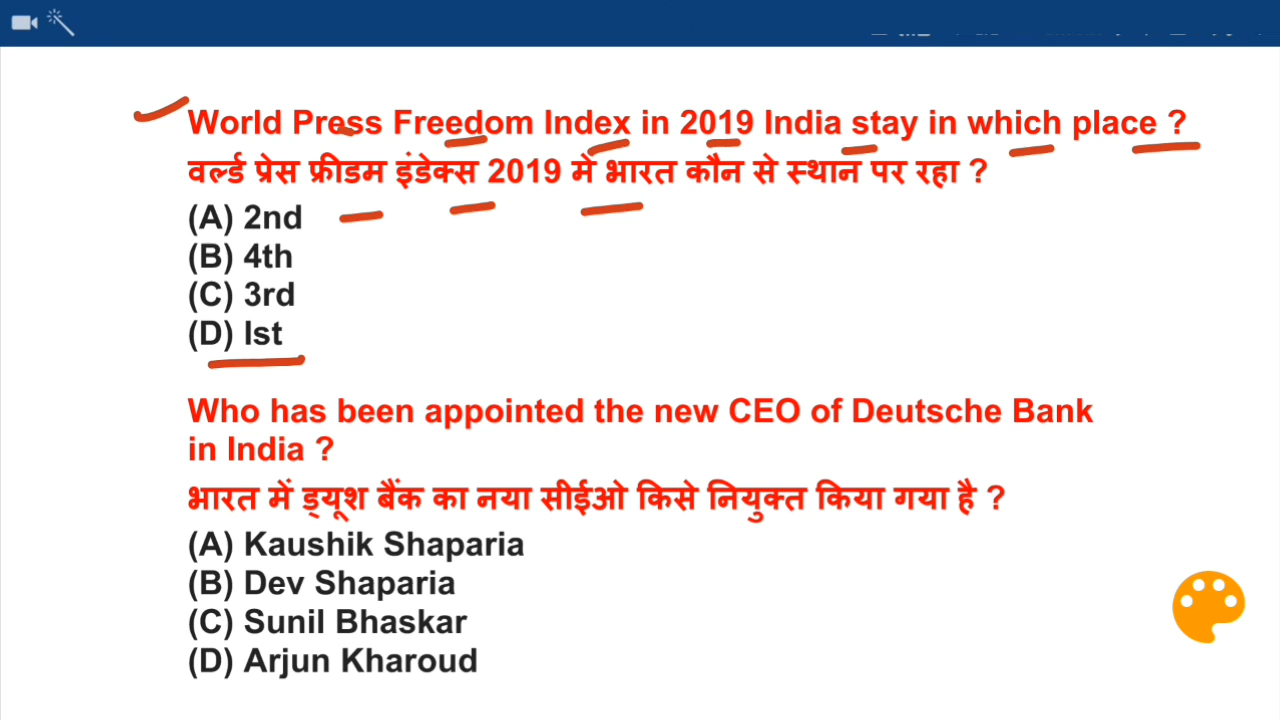 World Press Freedom Index in 2019 India stay in which place ?
वर्ल्ड प्रेस फ्रीडम इंडेक्स 2019 में भारत कौन से स्थान पर रहा ?
(A) 2nd
(B) 4th
(C) 3rd
(D) Ist
Who has been appointed the new CEO of Deutsche Bank
in India ?
भारत में ड्यूश बैंक का नया सीईओ किसे नियुक्त किया गया है ?
(A) Kaushik Shaparia
(B) Dev Shaparia
(C) Sunil Bhaskar
(D) Arjun Kharoud